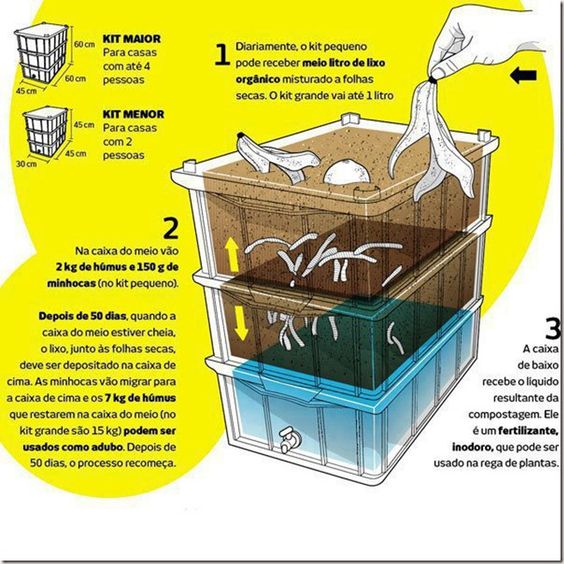 60 cm
60 cm
45 cm
KIT MAIOR
Para casas
com até 4
pessoas
45 cm
45 cm
30 cm
KIT MENOR
Para casas
com 2
pessoas
1
Diariamente, o kit pequeno
pode receber meio litro de lixo
orgânico misturado a folhas
secas. O kit grande vai até 1 litro
2
Na caixa do meio vão
2 kg de húmus e 150 g de
minhocas (no kit pequeno).
Depois de 50 dias, quando a
caixa do meio estiver cheia,
o lixo, junto às folhas secas,
deve ser depositado na caixa de
cima. As minhocas vão migrar para
a caixa de cima e os 7 kg de húmus
que restarem na caixa do meio (no
kit grande são 15 kg) podem ser
usados como adubo. Depois de
50 dias, o processo recomeça.
3
A caixa
de baixo
recebe o líquido
resultante da
compostagem. Ele
é um fertilizante,
inodoro, que pode ser
usado na rega de plantas.